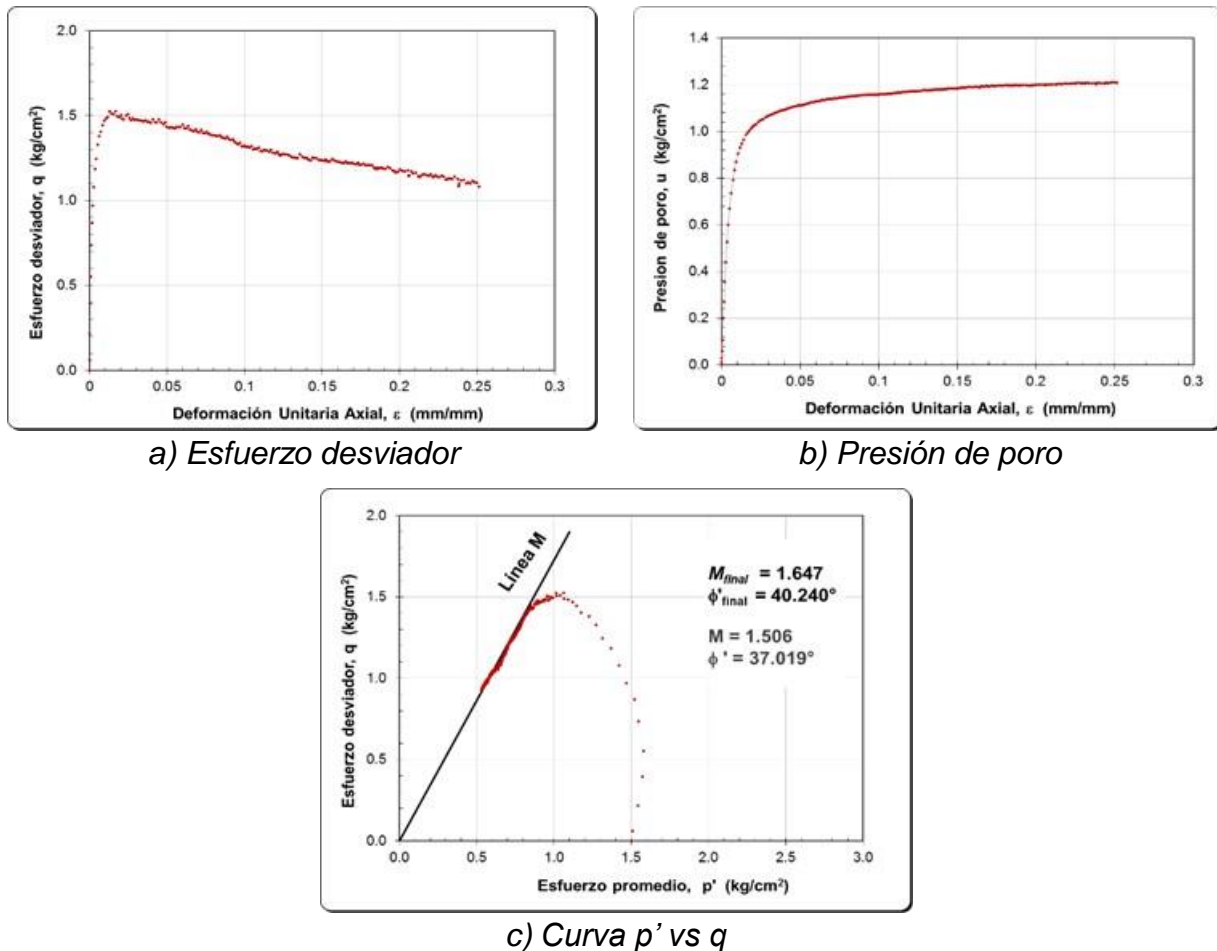 2.0
1.5
1.0
0.5
0.0
Esfuerzo desviador, q (kg/cm²)
0
0.05
0.1
0.15
0.2
0.25
0.3
Deformación Unitaria Axial, ε (mm/mm)
a) Esfuerzo desviador
1.4
1.2
1.0
0.8
0.6
0.4
0.2
0.0
Presion de poro, u (kg/cm²)
0
0.05
0.1
0.15
0.2
0.25
0.3
Deformación Unitaria Axial, ε (mm/mm)
b) Presión de poro
2.0
1.5
1.0
0.5
0.0
Esfuerzo desviador, q (kg/cm²)
Línea M
M_final = 1.647
ϕ'_final = 40.240°
M = 1.506
ϕ ' = 37.019°
0.0
0.5
1.0
1.5
2.0
2.5
3.0
Esfuerzo promedio, p' (kg/cm²)
c) Curva p’ vs q